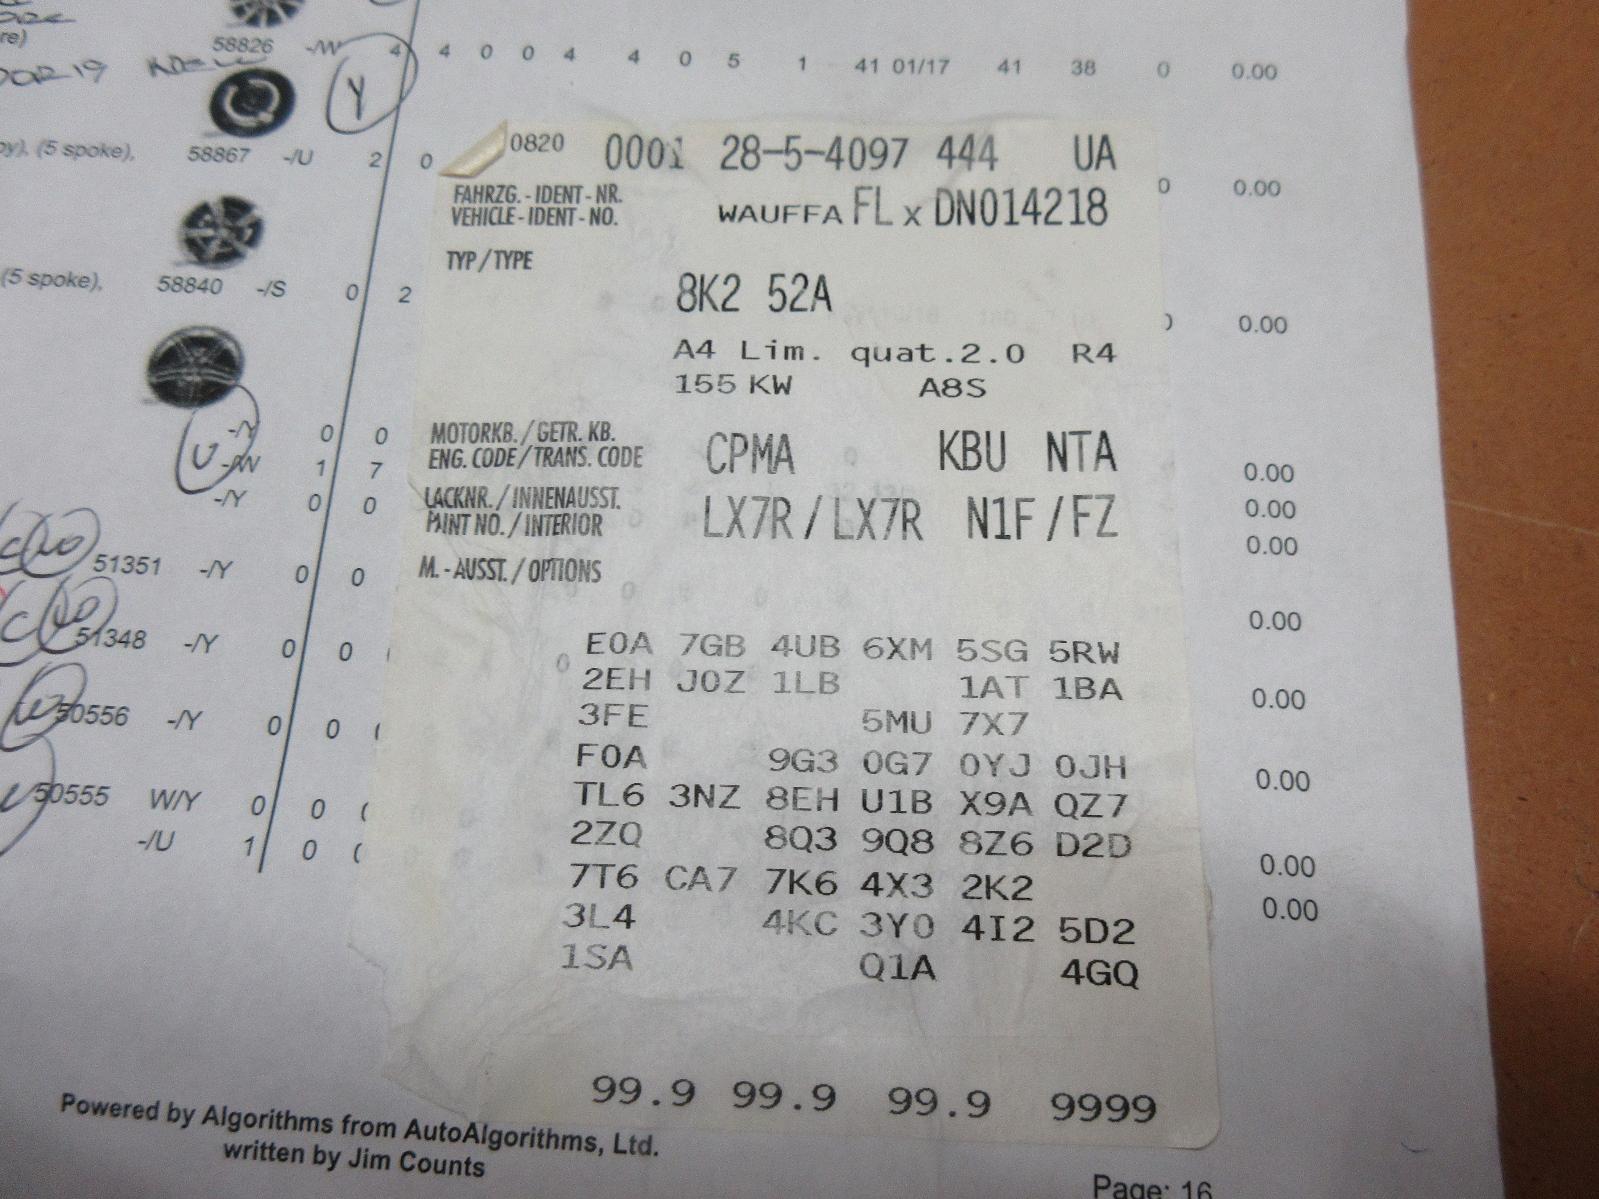 58826 -/W 4 4 0 0 4 4 0 5 1 41 01/17 41 38 0 0.00
Y
(5 spoke), 58867 -/U 2 0 0 0.00
(5 spoke), 58840 -/S 0 2 0.00
0820 0001 28-5-4097 444 UA
FAHRZG.-IDENT-NR.
VEHICLE-IDENT-NO. WAUFFA FL x DN014218
TYP/TYPE
8K2 52A
A4 Lim. quat.2.0 R4
155 KW A8S
MOTORKB./GETR. KB.
ENG. CODE/TRANS. CODE CPMA KBU NTA
LACKNR./INNENAUSST.
PAINT NO./INTERIOR LX7R / LX7R N1F / FZ
M.-AUSST./OPTIONS
E0A 7GB 4UB 6XM 5SG 5RW
2EH J0Z 1LB 1AT 1BA
3FE 5MU 7X7
F0A 9G3 0G7 0YJ 0JH
TL6 3NZ 8EH U1B X9A QZ7
2ZQ 8Q3 9Q8 8Z6 D2D
7T6 CA7 7K6 4X3 2K2
3L4 4KC 3Y0 4I2 5D2
1SA Q1A 4GQ
99.9 99.9 99.9 9999
U -/Y 0 0
-/W 1 7 0.00
-/Y 0 0 0.00
0.00
51351 -/Y 0 0
51348 -/Y 0 0 0.00
50556 -/Y 0 0 0.00
50555 W/Y 0 0 0.00
-/U 1 0 0.00
0.00
Powered by Algorithms from AutoAlgorithms, Ltd.
written by Jim Counts
Page: 16